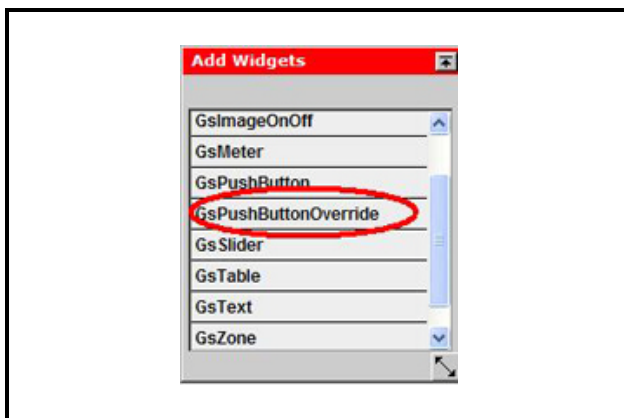 Add Widgets
GsImageOnOff
GsMeter
GsPushButton
GsPushButtonOverride
GsSlider
GsTable
GsText
GsZone